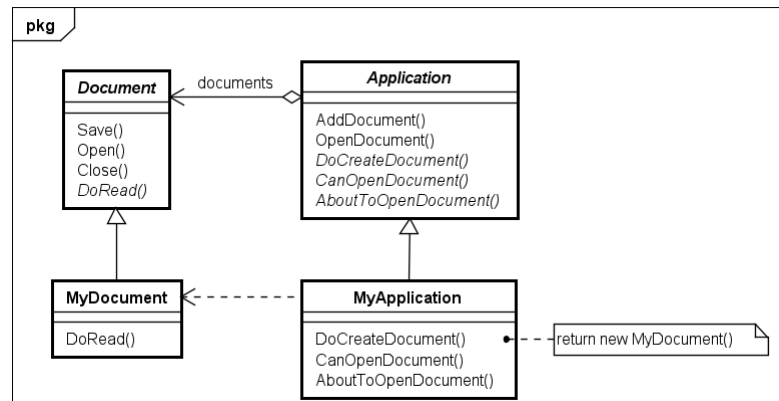 pkg
Document
documents
Application
Save()
Open()
Close()
DoRead()
AddDocument()
OpenDocument()
DoCreateDocument()
CanOpenDocument()
AboutToOpenDocument()
MyDocument
DoRead()
MyApplication
DoCreateDocument()
CanOpenDocument()
AboutToOpenDocument()
return new MyDocument()